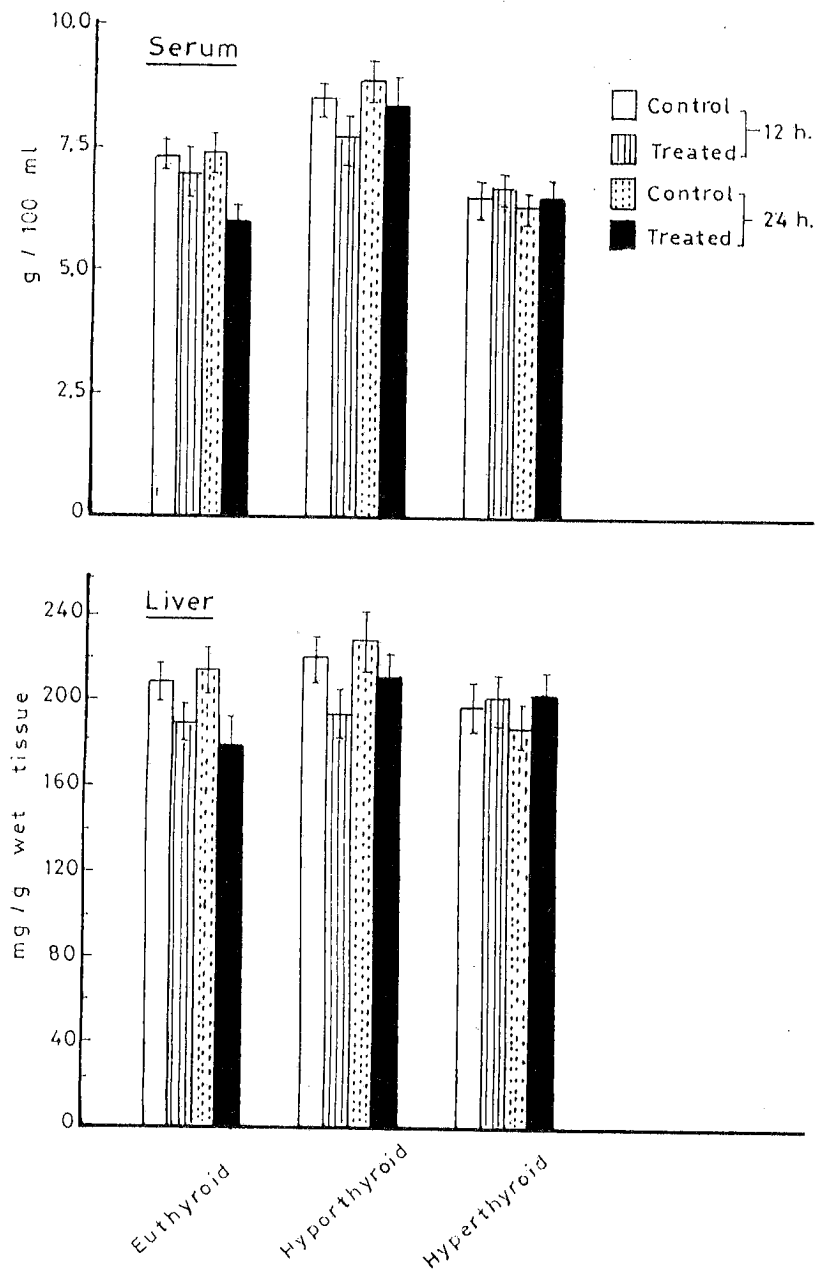 Serum
g / 100 ml
10.0
7.5
5,0
2,5
0
Control
Treated
12 h.
Control
Treated
24 h.
Liver
mg/g wet tissue
240
200
160
120
80
40
0
Euthyroid
Hyporthyroid
Hyperthyroid